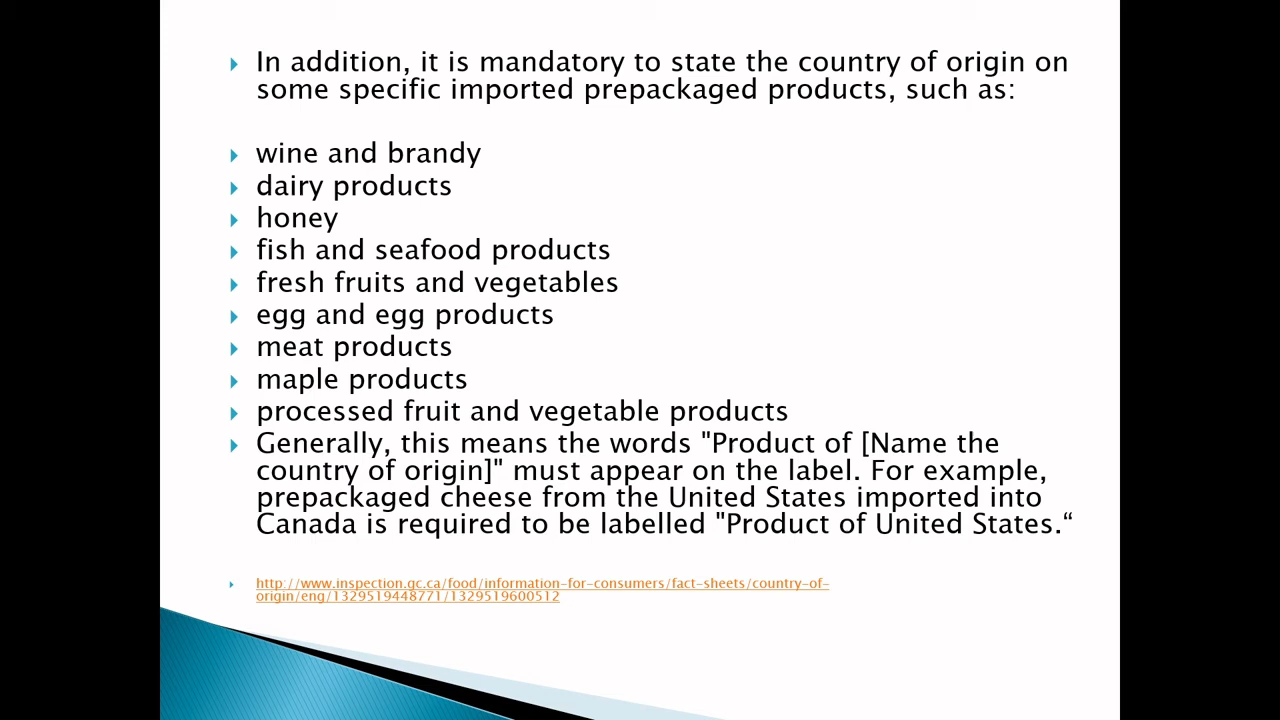 In addition, it is mandatory to state the country of origin on
some specific imported prepackaged products, such as:
wine and brandy
dairy products
honey
fish and seafood products
fresh fruits and vegetables
egg and egg products
meat products
maple products
processed fruit and vegetable products
Generally, this means the words "Product of [Name the
country of origin]" must appear on the label. For example,
prepackaged cheese from the United States imported into
Canada is required to be labelled "Product of United States.“
http://www.inspection.gc.ca/food/information-for-consumers/fact-sheets/country-of-
origin/eng/1329519448771/1329519600512